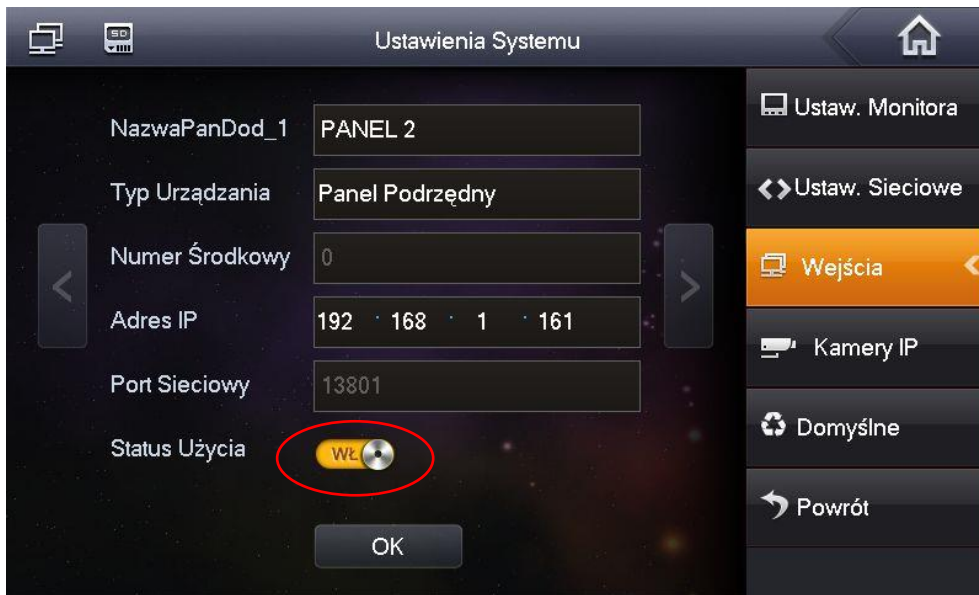 SD
Ustawienia Systemu
NazwaPanDod_1
PANEL 2
Typ Urządzania
Panel Podrzędny
Numer Środkowy
0
Adres IP
192 . 168 . 1 . 161
Port Sieciowy
13801
Status Użycia
WŁ
OK
Ustaw. Monitora
Ustaw. Sieciowe
Wejścia
Kamery IP
Domyślne
Powrót